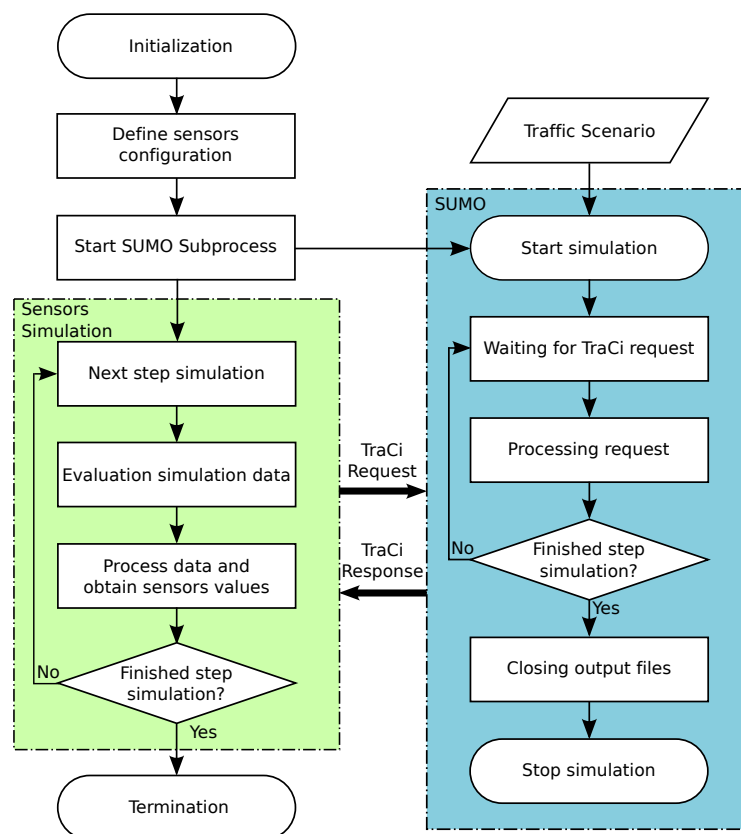 Initialization
Define sensors
configuration
Start SUMO Subprocess
Sensors
Simulation
Next step simulation
Evaluation simulation data
Process data and
obtain sensors values
Finished step
simulation?
No
Yes
Termination
TraCi
Request
TraCi
Response
Traffic Scenario
SUMO
Start simulation
Waiting for TraCi request
Processing request
Finished step
simulation?
No
Yes
Closing output files
Stop simulation